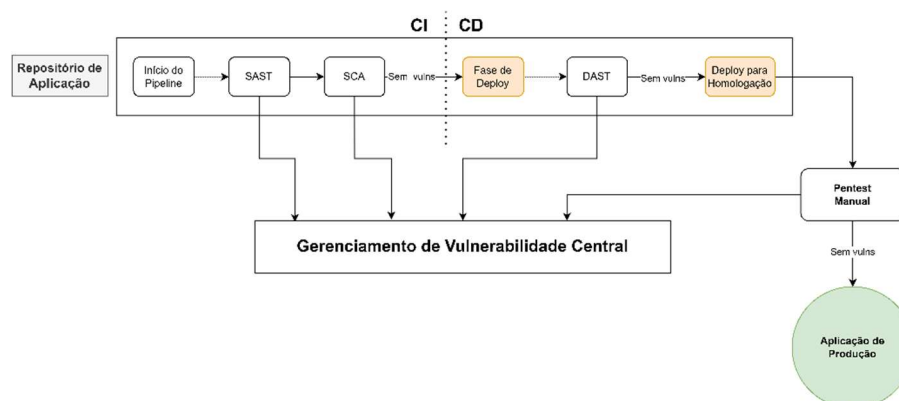 CI
CD
Repositório de
Aplicação
Início do
Pipeline
SAST
SCA
Sem vulns
Fase de
Deploy
DAST
Sem vulns
Deploy para
Homologação
Pentest
Manual
Gerenciamento de Vulnerabilidade Central
Sem vulns
Aplicação de
Produção